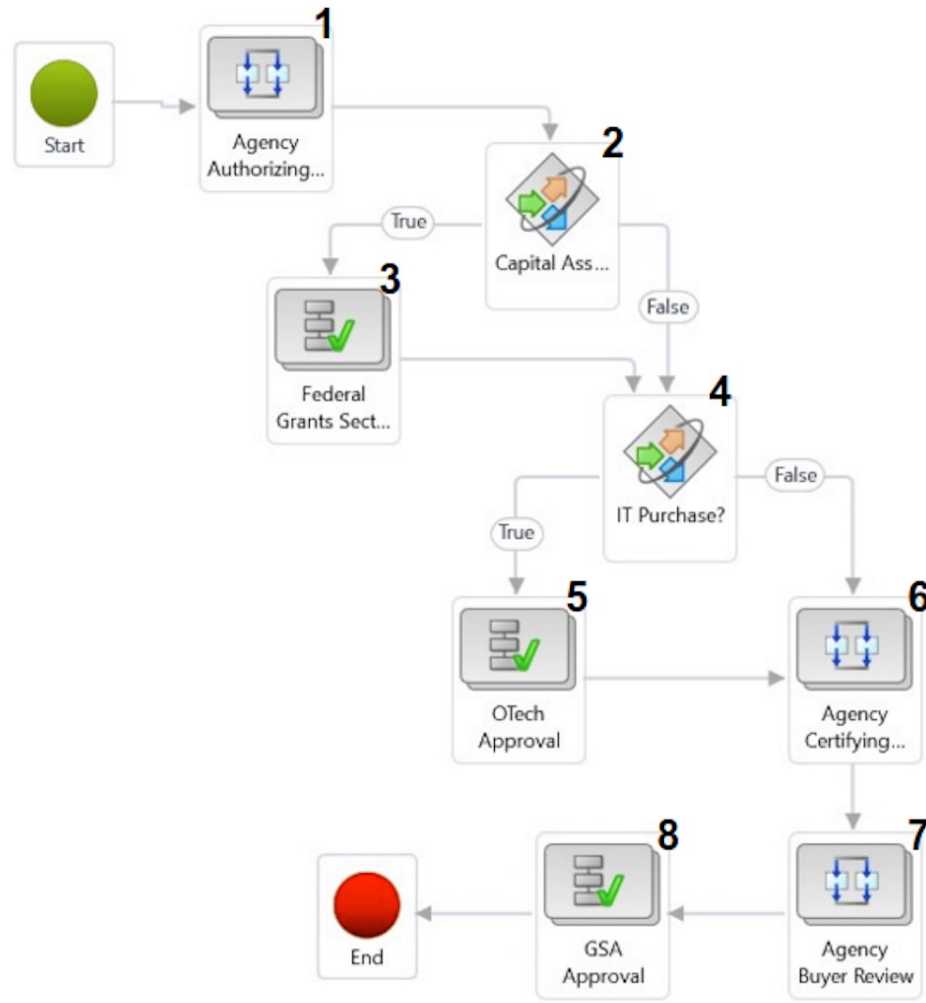 1
Start
Agency
Authorizing...
2
Capital Ass...
True
False
3
Federal
Grants Sect...
4
IT Purchase?
True
False
5
OTech
Approval
6
Agency
Certifying...
7
Agency
Buyer Review
8
GSA
Approval
End